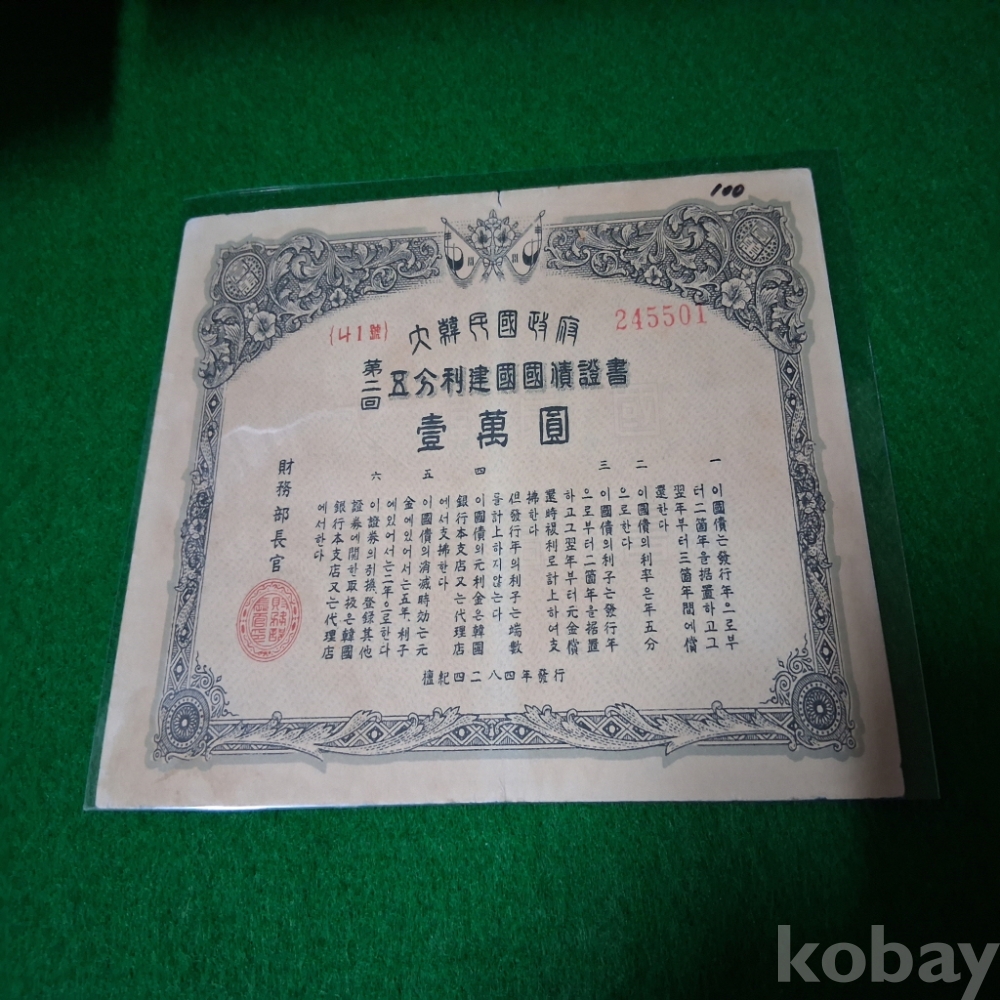 100
{나1號}
大韓民國政府
245501
第二回
五分利建國國債證書
壹萬圓
一
이國債는發行年으로부
터二箇年을据置하고그
翌年부터三箇年間에償
還한다
二
이國債의利率은年五分
으로한다
三
이國債의利子는發行年
으로부터二箇年을据置
하고그翌年부터元金償
還時複利로計上하여支
拂한다
但發行年의利子는端數
를計上하지않는다
四
이國債의元利金은韓國
銀行本支店又는代理店
에서支拂한다
五
이國債의消滅時効는元
金에있어서는五年、利子
에있어서는二年으로한다
六
이證券의引換、登錄其他
證券에關한取扱은韓國
銀行本支店又는代理店
에서한다
財務部長官
檀紀四二八四年發行
kobay